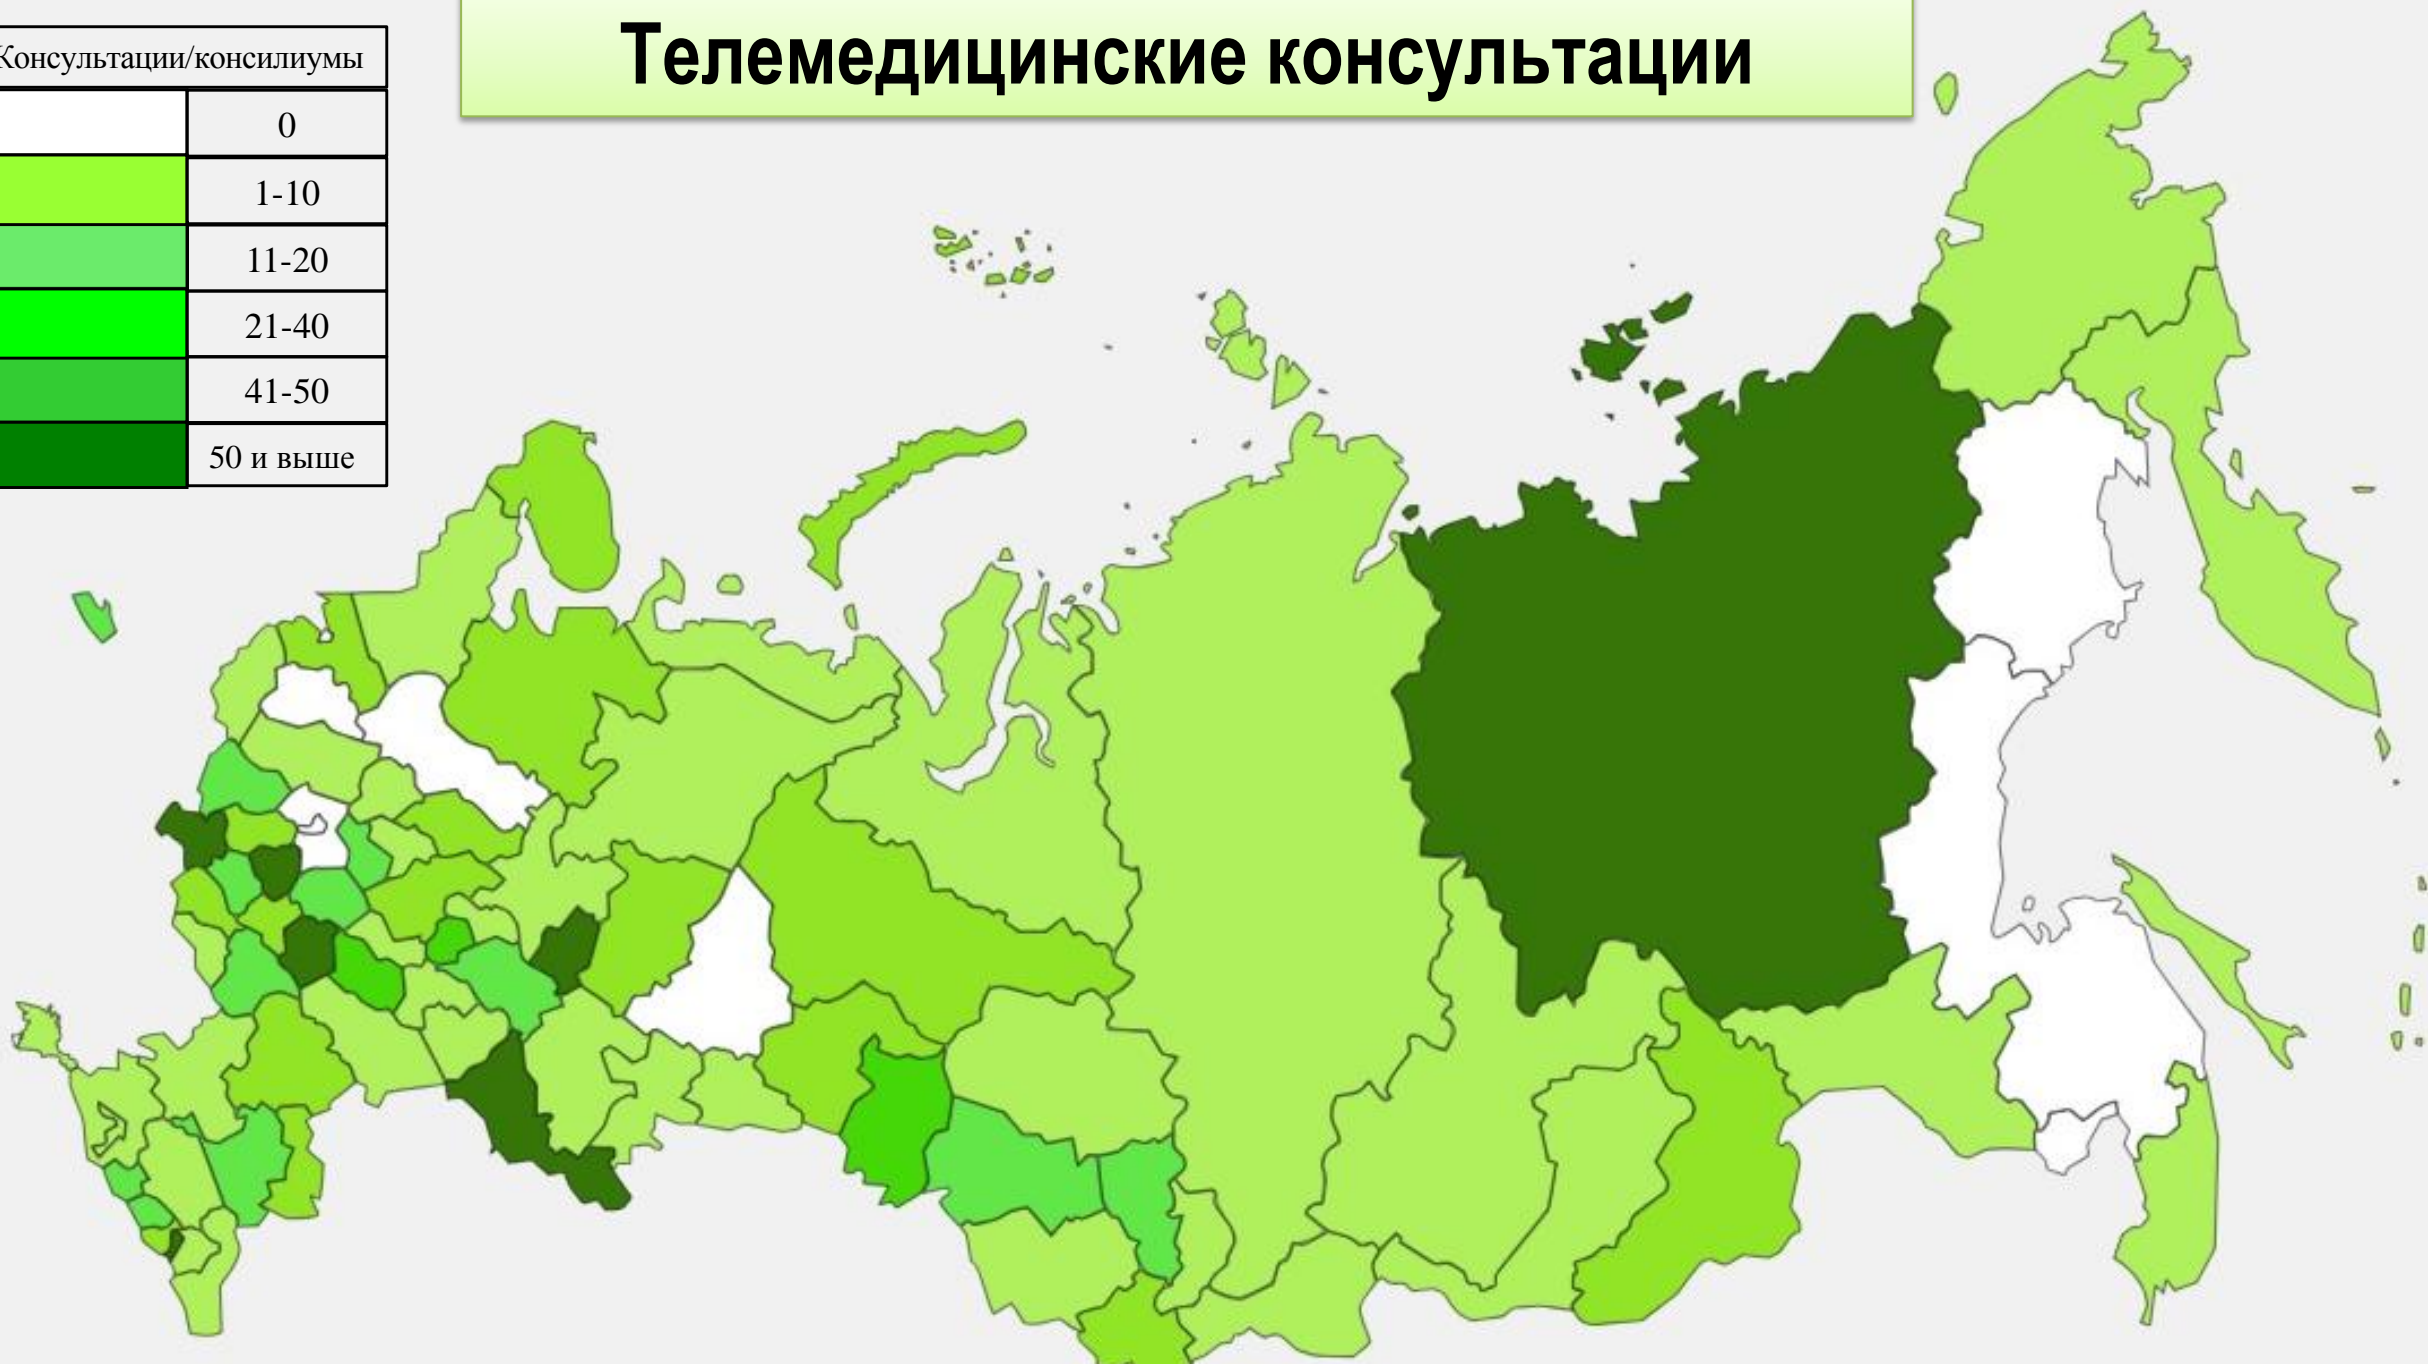 Телемедицинские консультации
Консультации/консилиумы
0
1-10
11-20
21-40
41-50
50 и выше